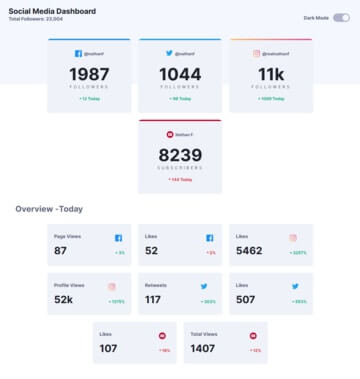 Social Media Dashboard
Total Followers: 23,004
Dark Mode
@nathanf
1987
FOLLOWERS
12 Today
@nathanf
1044
FOLLOWERS
99 Today
@realnathanf
11k
FOLLOWERS
1099 Today
Nathan F
8239
SUBSCRIBERS
144 Today
Overview -Today
Page Views
87
3%
Likes
52
2%
Likes
5462
2257%
Profile Views
52k
1375%
Retweets
117
303%
Likes
507
553%
Likes
107
19%
Total Views
1407
12%